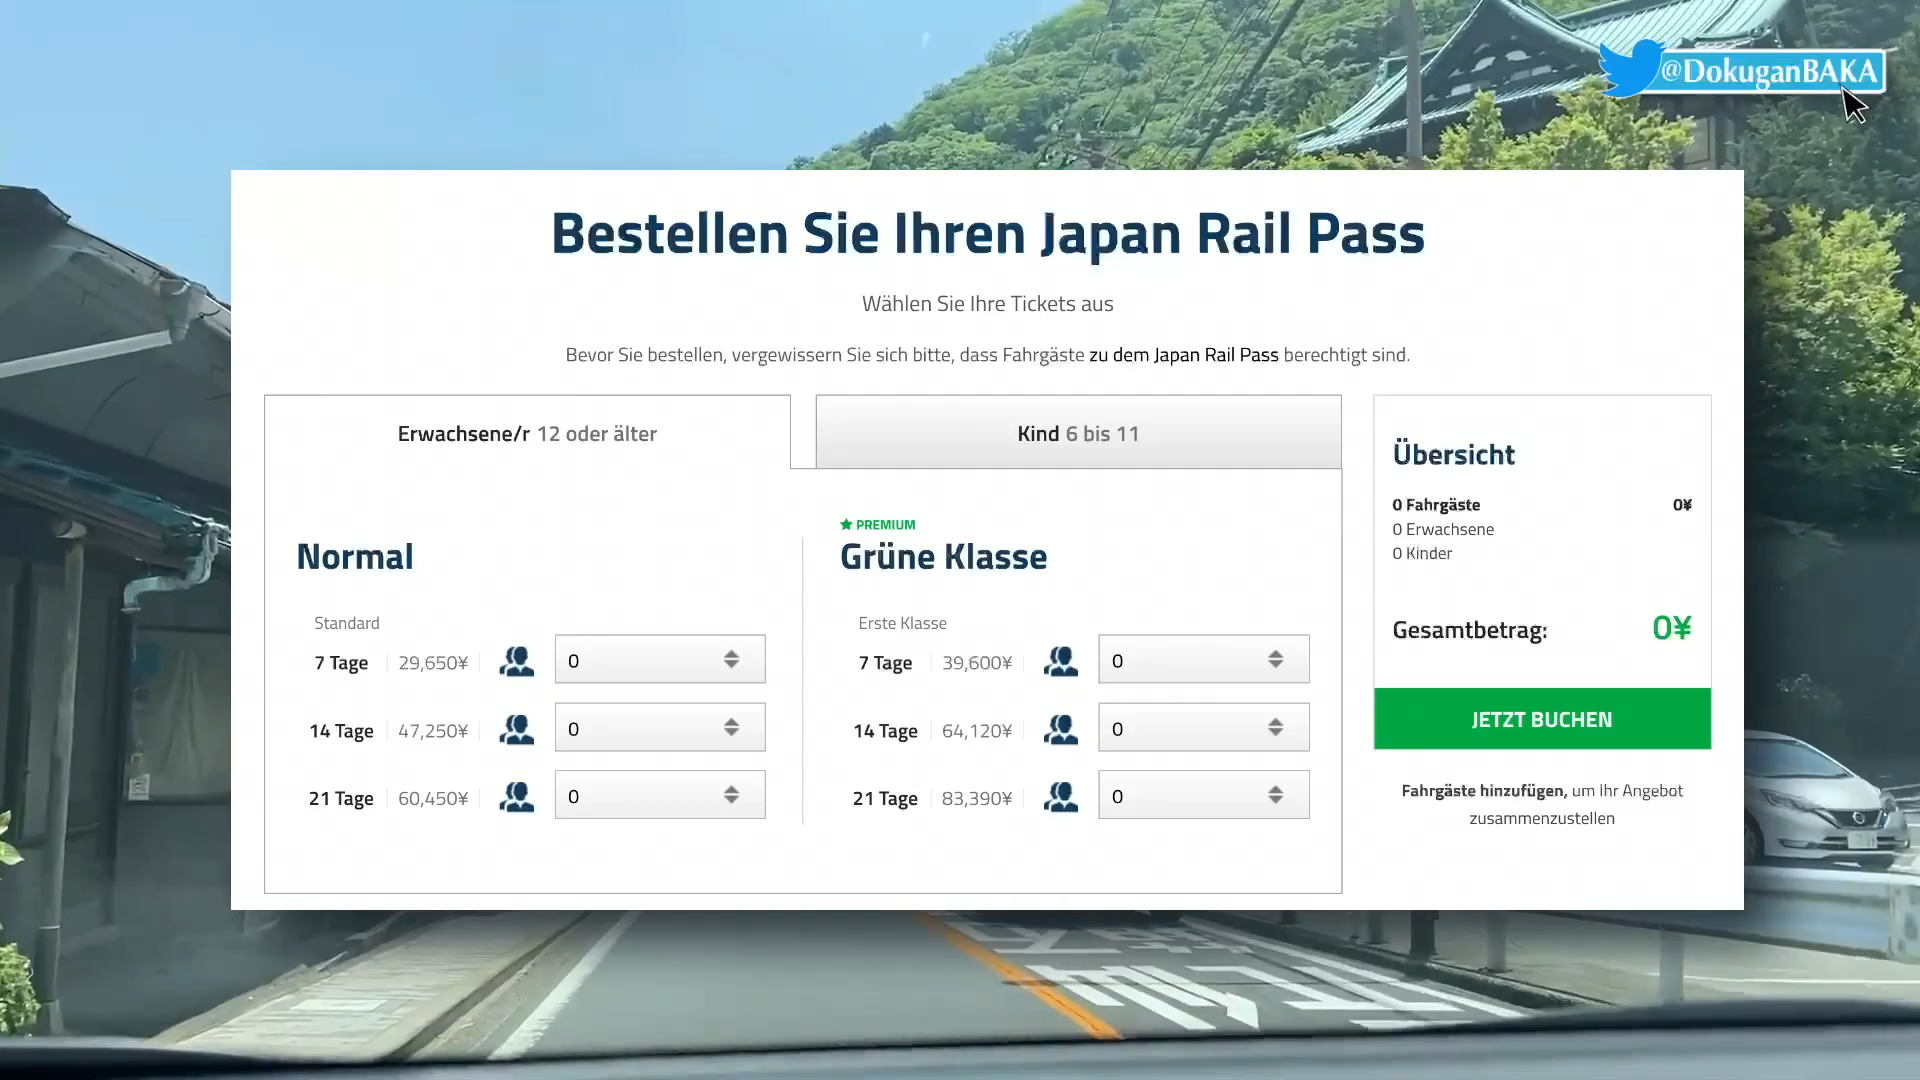 @DokuganBAKA
Bestellen Sie Ihren Japan Rail Pass
Wählen Sie Ihre Tickets aus
Bevor Sie bestellen, vergewissern Sie sich bitte, dass Fahrgäste zu dem Japan Rail Pass berechtigt sind.
Erwachsene/r 12 oder älter
Kind 6 bis 11
Normal
Standard
7 Tage 29,650¥ 0
14 Tage 47,250¥ 0
21 Tage 60,450¥ 0
PREMIUM
Grüne Klasse
Erste Klasse
7 Tage 39,600¥ 0
14 Tage 64,120¥ 0
21 Tage 83,390¥ 0
Übersicht
0 Fahrgäste 0¥
0 Erwachsene
0 Kinder
Gesamtbetrag: 0¥
JETZT BUCHEN
Fahrgäste hinzufügen, um Ihr Angebot
zusammenzustellen